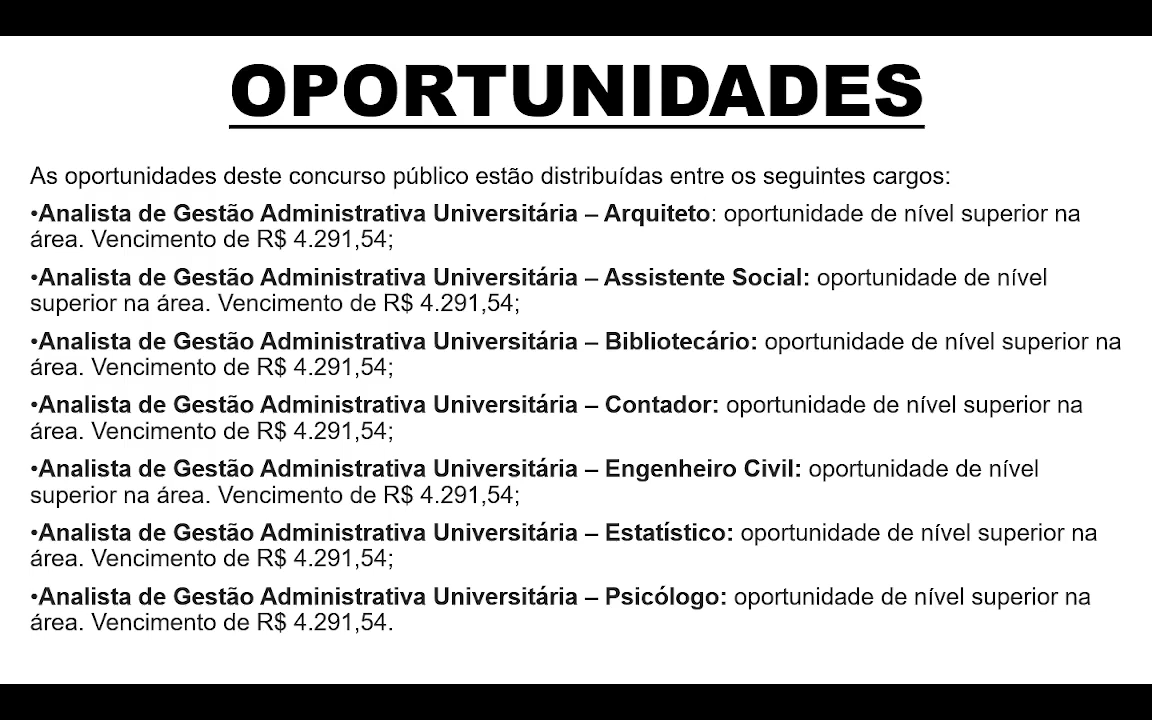 OPORTUNIDADES
As oportunidades deste concurso público estão distribuídas entre os seguintes cargos:
•Analista de Gestão Administrativa Universitária – Arquiteto: oportunidade de nível superior na
área. Vencimento de R$ 4.291,54;
•Analista de Gestão Administrativa Universitária – Assistente Social: oportunidade de nível
superior na área. Vencimento de R$ 4.291,54;
•Analista de Gestão Administrativa Universitária – Bibliotecário: oportunidade de nível superior na
área. Vencimento de R$ 4.291,54;
•Analista de Gestão Administrativa Universitária – Contador: oportunidade de nível superior na
área. Vencimento de R$ 4.291,54;
•Analista de Gestão Administrativa Universitária – Engenheiro Civil: oportunidade de nível
superior na área. Vencimento de R$ 4.291,54;
•Analista de Gestão Administrativa Universitária – Estatístico: oportunidade de nível superior na
área. Vencimento de R$ 4.291,54;
•Analista de Gestão Administrativa Universitária – Psicólogo: oportunidade de nível superior na
área. Vencimento de R$ 4.291,54.